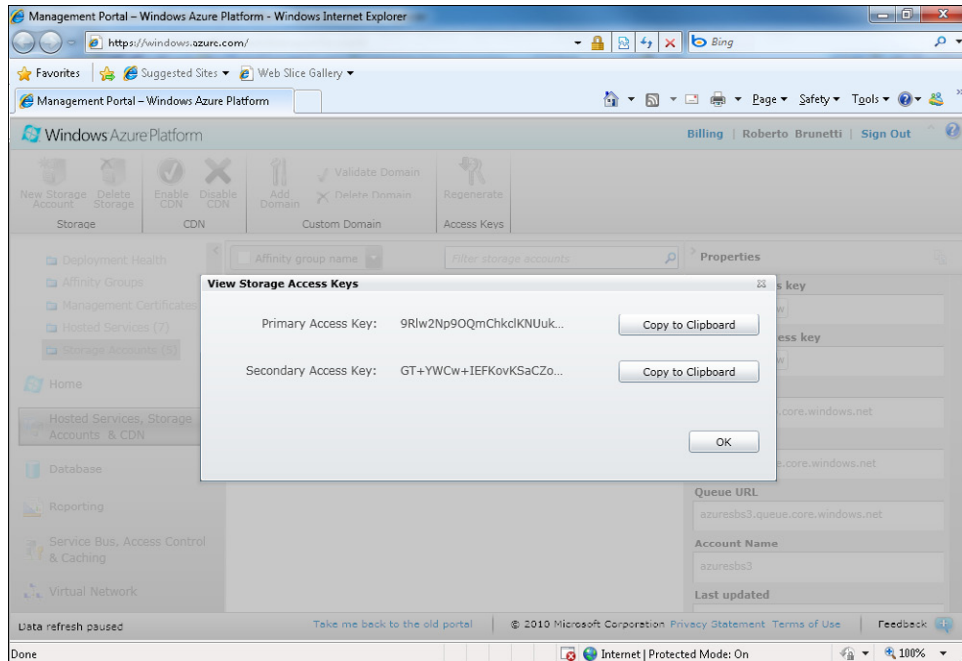 Management Portal – Windows Azure Platform - Windows Internet Explorer
https://windows.azure.com/
Bing
Favorites
Suggested Sites
Web Slice Gallery
Management Portal – Windows Azure Platform
Page
Safety
Tools
Windows Azure Platform
Billing | Roberto Brunetti | Sign Out
New Storage Account
Delete Storage
Enable CDN
Disable CDN
Add Domain
Validate Domain
Delete Domain
Regenerate
Storage
CDN
Custom Domain
Access Keys
Deployment Health
Affinity Groups
Management Certificates
Hosted Services (7)
Storage Accounts (5)
Home
Hosted Services, Storage
Accounts & CDN
Database
Reporting
Service Bus, Access Control
& Caching
Virtual Network
Affinity group name
Filter storage accounts
Properties
View Storage Access Keys
Primary Access Key: 9Rlw2Np9OQmChkclKNUuk...
Copy to Clipboard
Secondary Access Key: GT+YWCw+IEFKovKSaCZo...
Copy to Clipboard
OK
s key
ess key
.core.windows.net
e.core.windows.net
Queue URL
azuresbs3.queue.core.windows.net
Account Name
azuresbs3
Last updated
Data refresh paused
Take me back to the old portal
© 2010 Microsoft Corporation Privacy Statement Terms of Use
Feedback
Done
Internet | Protected Mode: On
100%